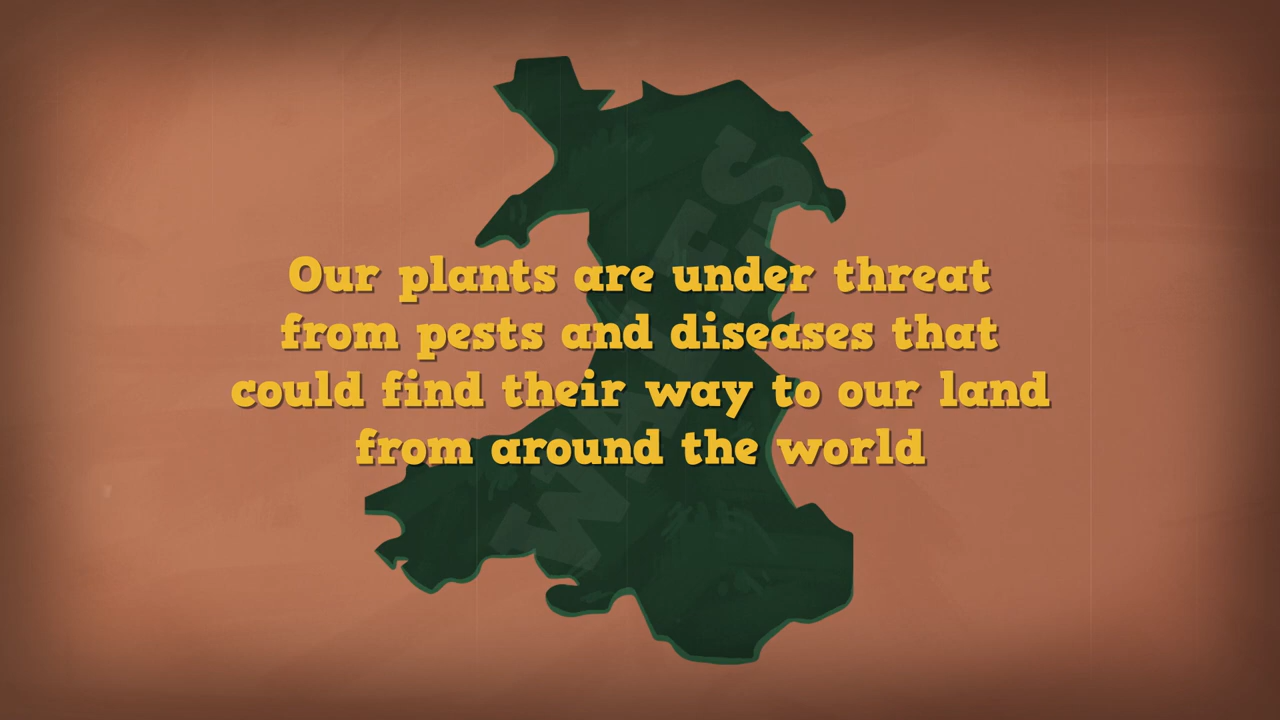 Our plants are under threat
from pests and diseases that
could find their way to our land
from around the world
WALES